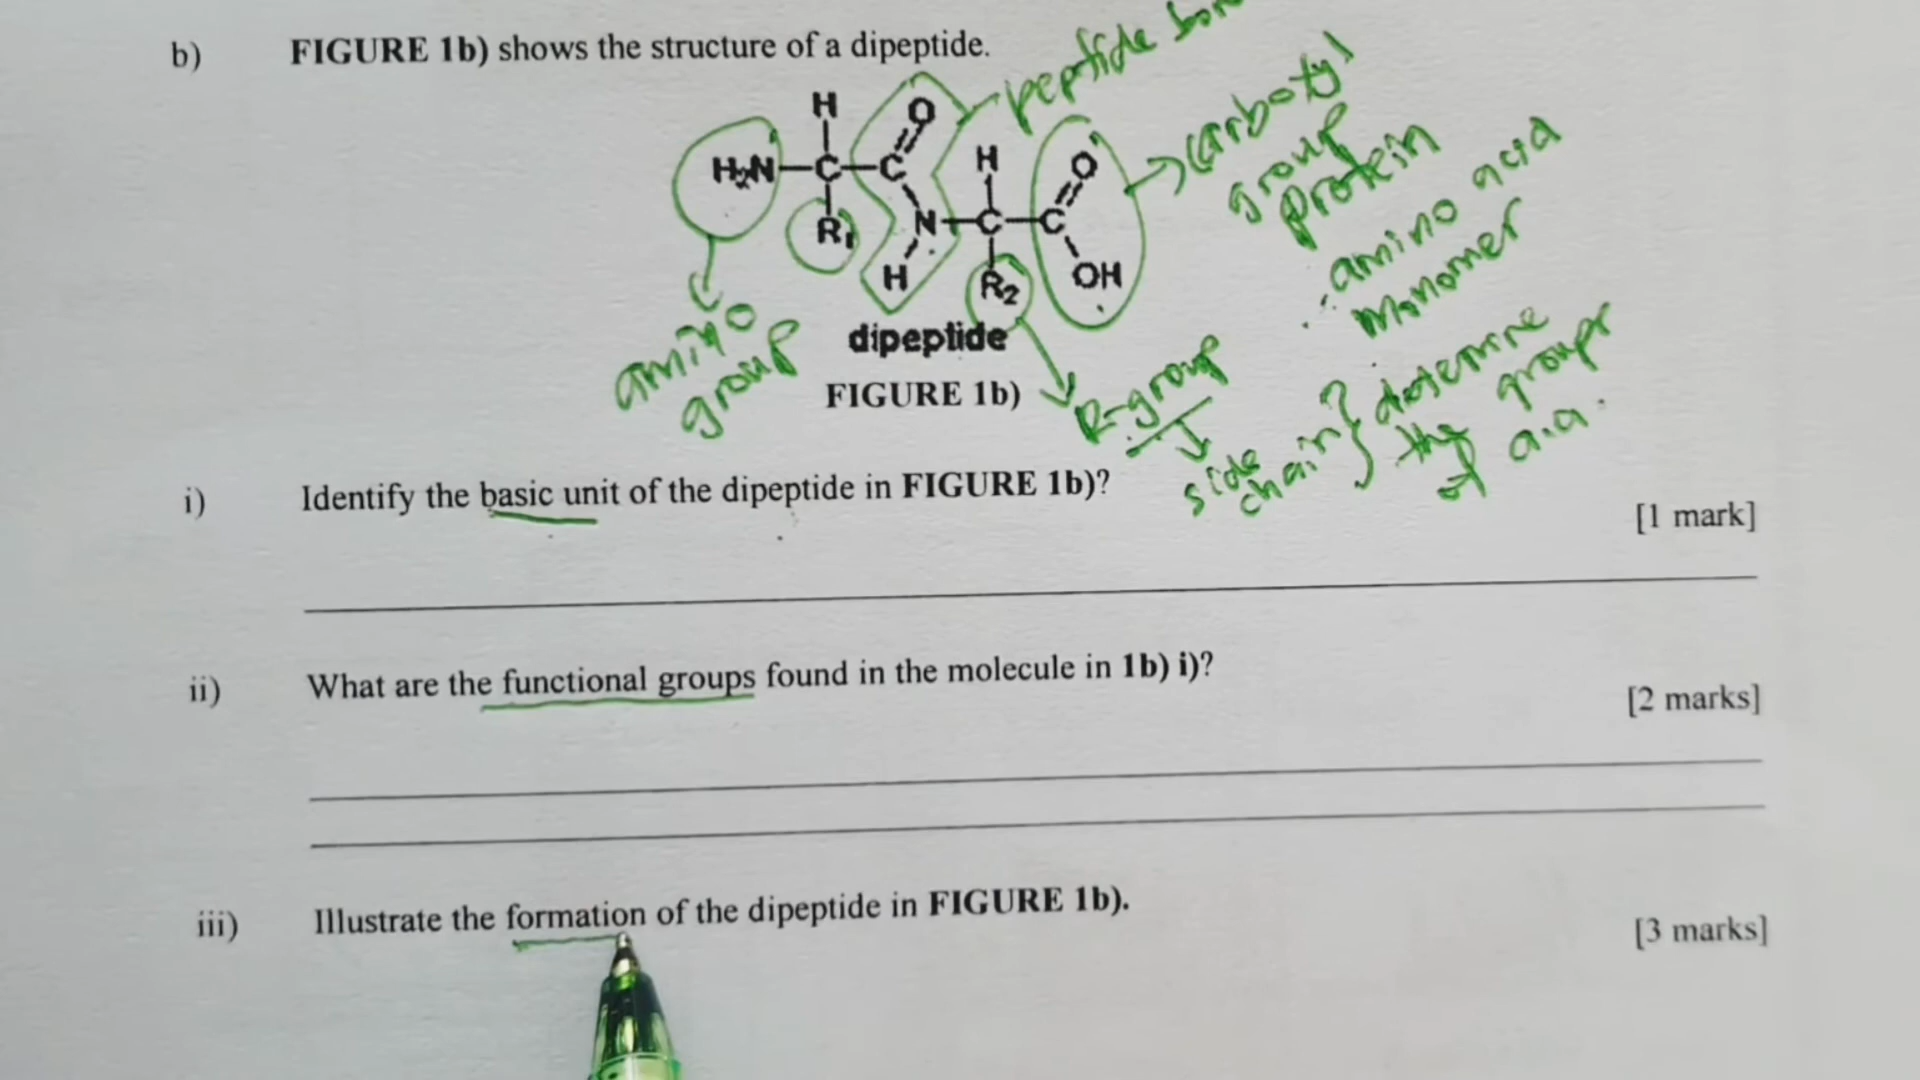 b) FIGURE 1b) shows the structure of a dipeptide.
peptide
H O
H₂N C C H O
R₁ N C C
H R₂ OH
dipeptide
FIGURE 1b)
amino
group
carboxyl
group
protein
amino acid
monomer
R-group
side
chain } determine
the groups
of a.a.
i) Identify the basic unit of the dipeptide in FIGURE 1b)?
[1 mark]
ii) What are the functional groups found in the molecule in 1b) i)?
[2 marks]
iii) Illustrate the formation of the dipeptide in FIGURE 1b).
[3 marks]